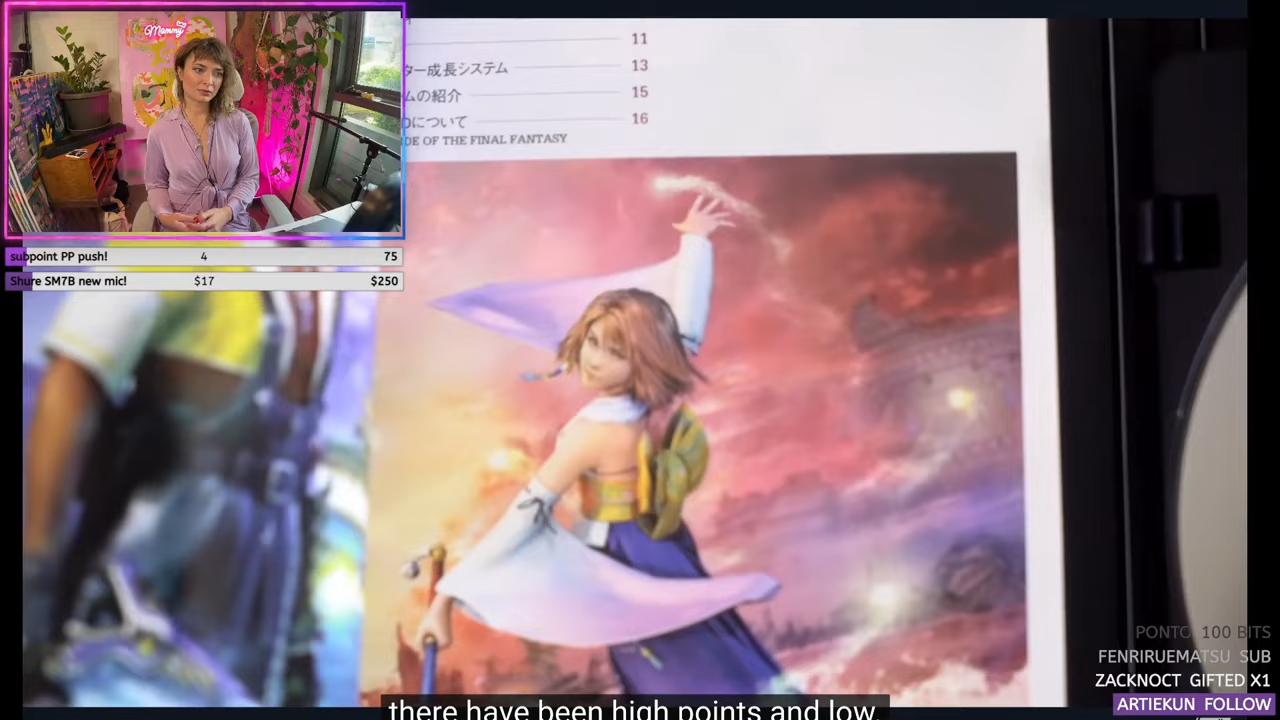 Mommy
11
ター成長システム 13
ムの紹介 15
Dについて 16
DE OF THE FINAL FANTASY
subpoint PP push! 4 75
Shure SM7B new mic! $17 $250
PONTO 100 BITS
FENRIRUEMATSU SUB
ZACKNOCT GIFTED X1
ARTIEKUN FOLLOW
there have been high points and low,